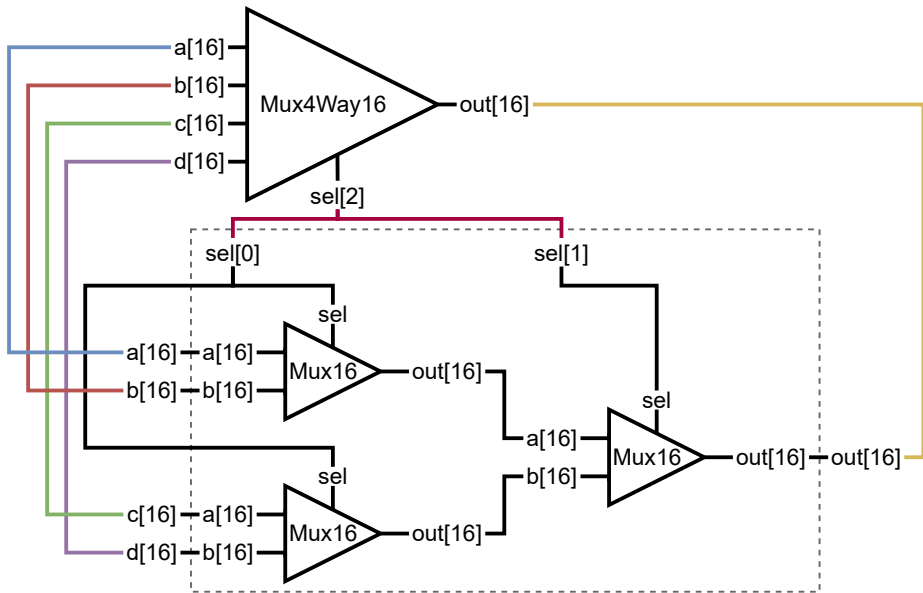 a[16]
b[16]
Mux4Way16
out[16]
c[16]
d[16]
sel[2]
sel[0]
sel[1]
sel
a[16]
a[16]
Mux16
out[16]
b[16]
b[16]
sel
a[16]
Mux16
out[16]
out[16]
b[16]
sel
c[16]
a[16]
Mux16
out[16]
d[16]
b[16]